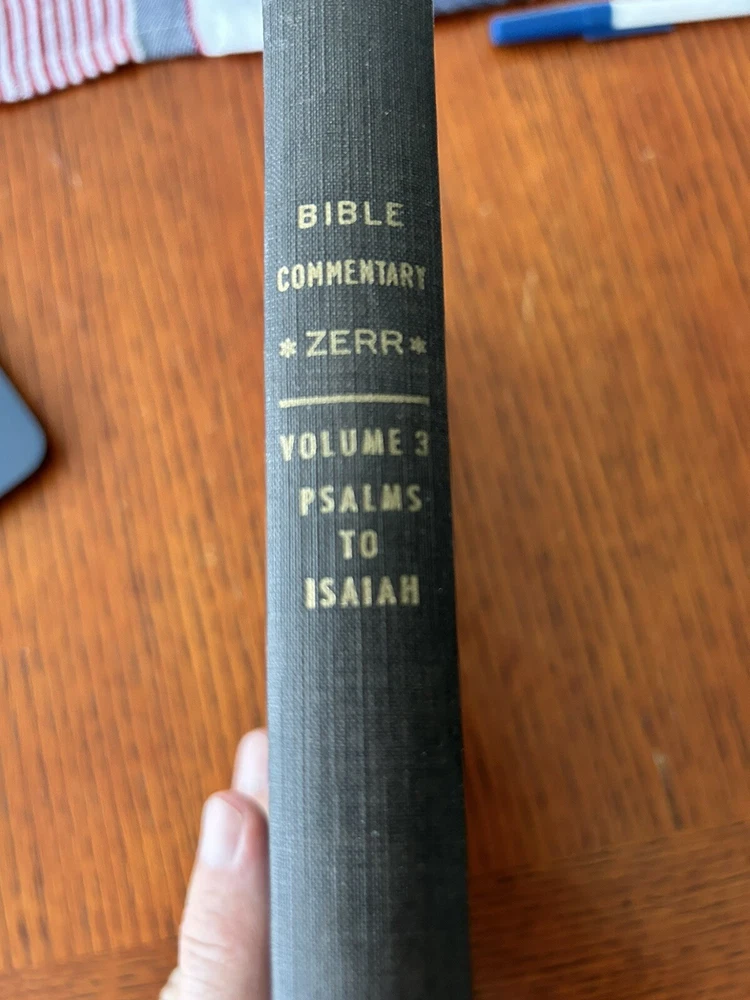 BIBLE
COMMENTARY
*ZERR*
VOLUME 3
PSALMS
TO
ISAIAH